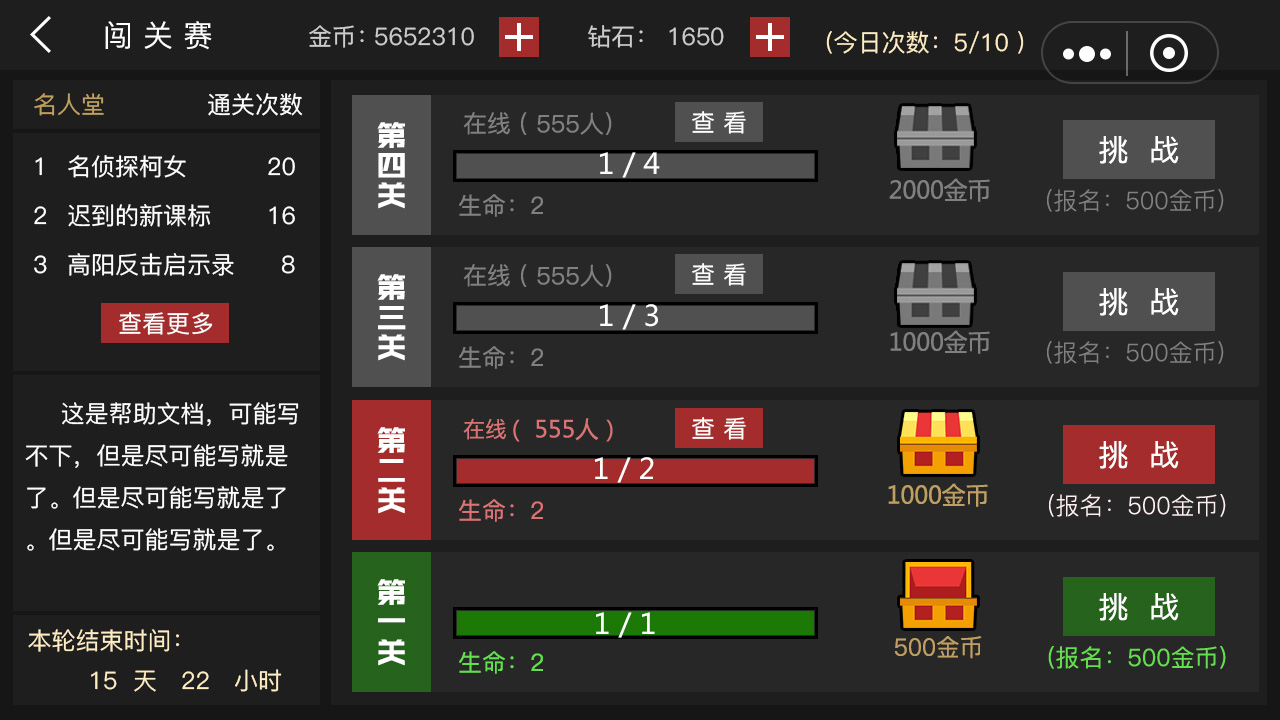 闯关赛
金币：5652310
钻石： 1650
(今日次数：5/10 )
名人堂 通关次数
1 名侦探柯女 20
2 迟到的新课标 16
3 高阳反击启示录 8
查看更多
这是帮助文档，可能写
不下，但是尽可能写就是
了。但是尽可能写就是了
。但是尽可能写就是了。
本轮结束时间：
15 天 22 小时
第四关
在线 ( 555人) 查 看
1 / 4
生命：2
2000金币
挑 战
(报名：500金币)
第三关
在线 ( 555人) 查 看
1 / 3
生命：2
1000金币
挑 战
(报名：500金币)
第二关
在线 ( 555人 ) 查 看
1 / 2
生命：2
1000金币
挑 战
(报名：500金币)
第一关
1 / 1
生命：2
500金币
挑 战
(报名：500金币)